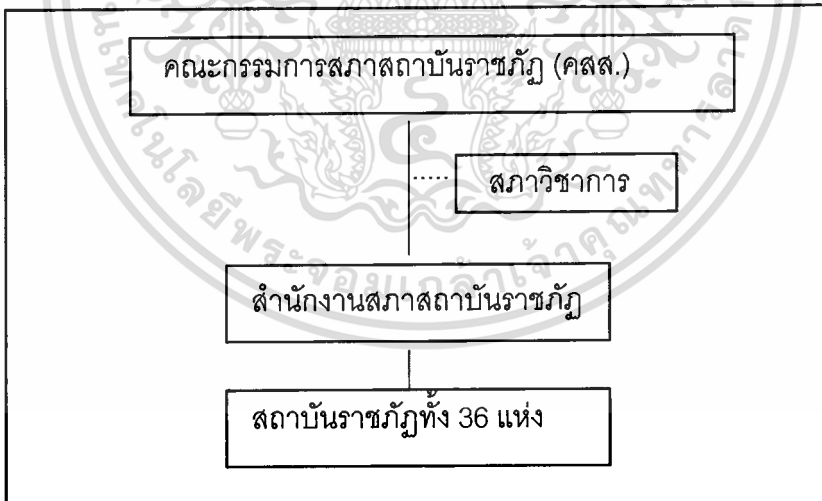 คณะกรรมการสภาสถาบันราชภัฏ (คสส.)
สภาวิชาการ
สำนักงานสภาสถาบันราชภัฏ
สถาบันราชภัฏทั้ง 36 แห่ง